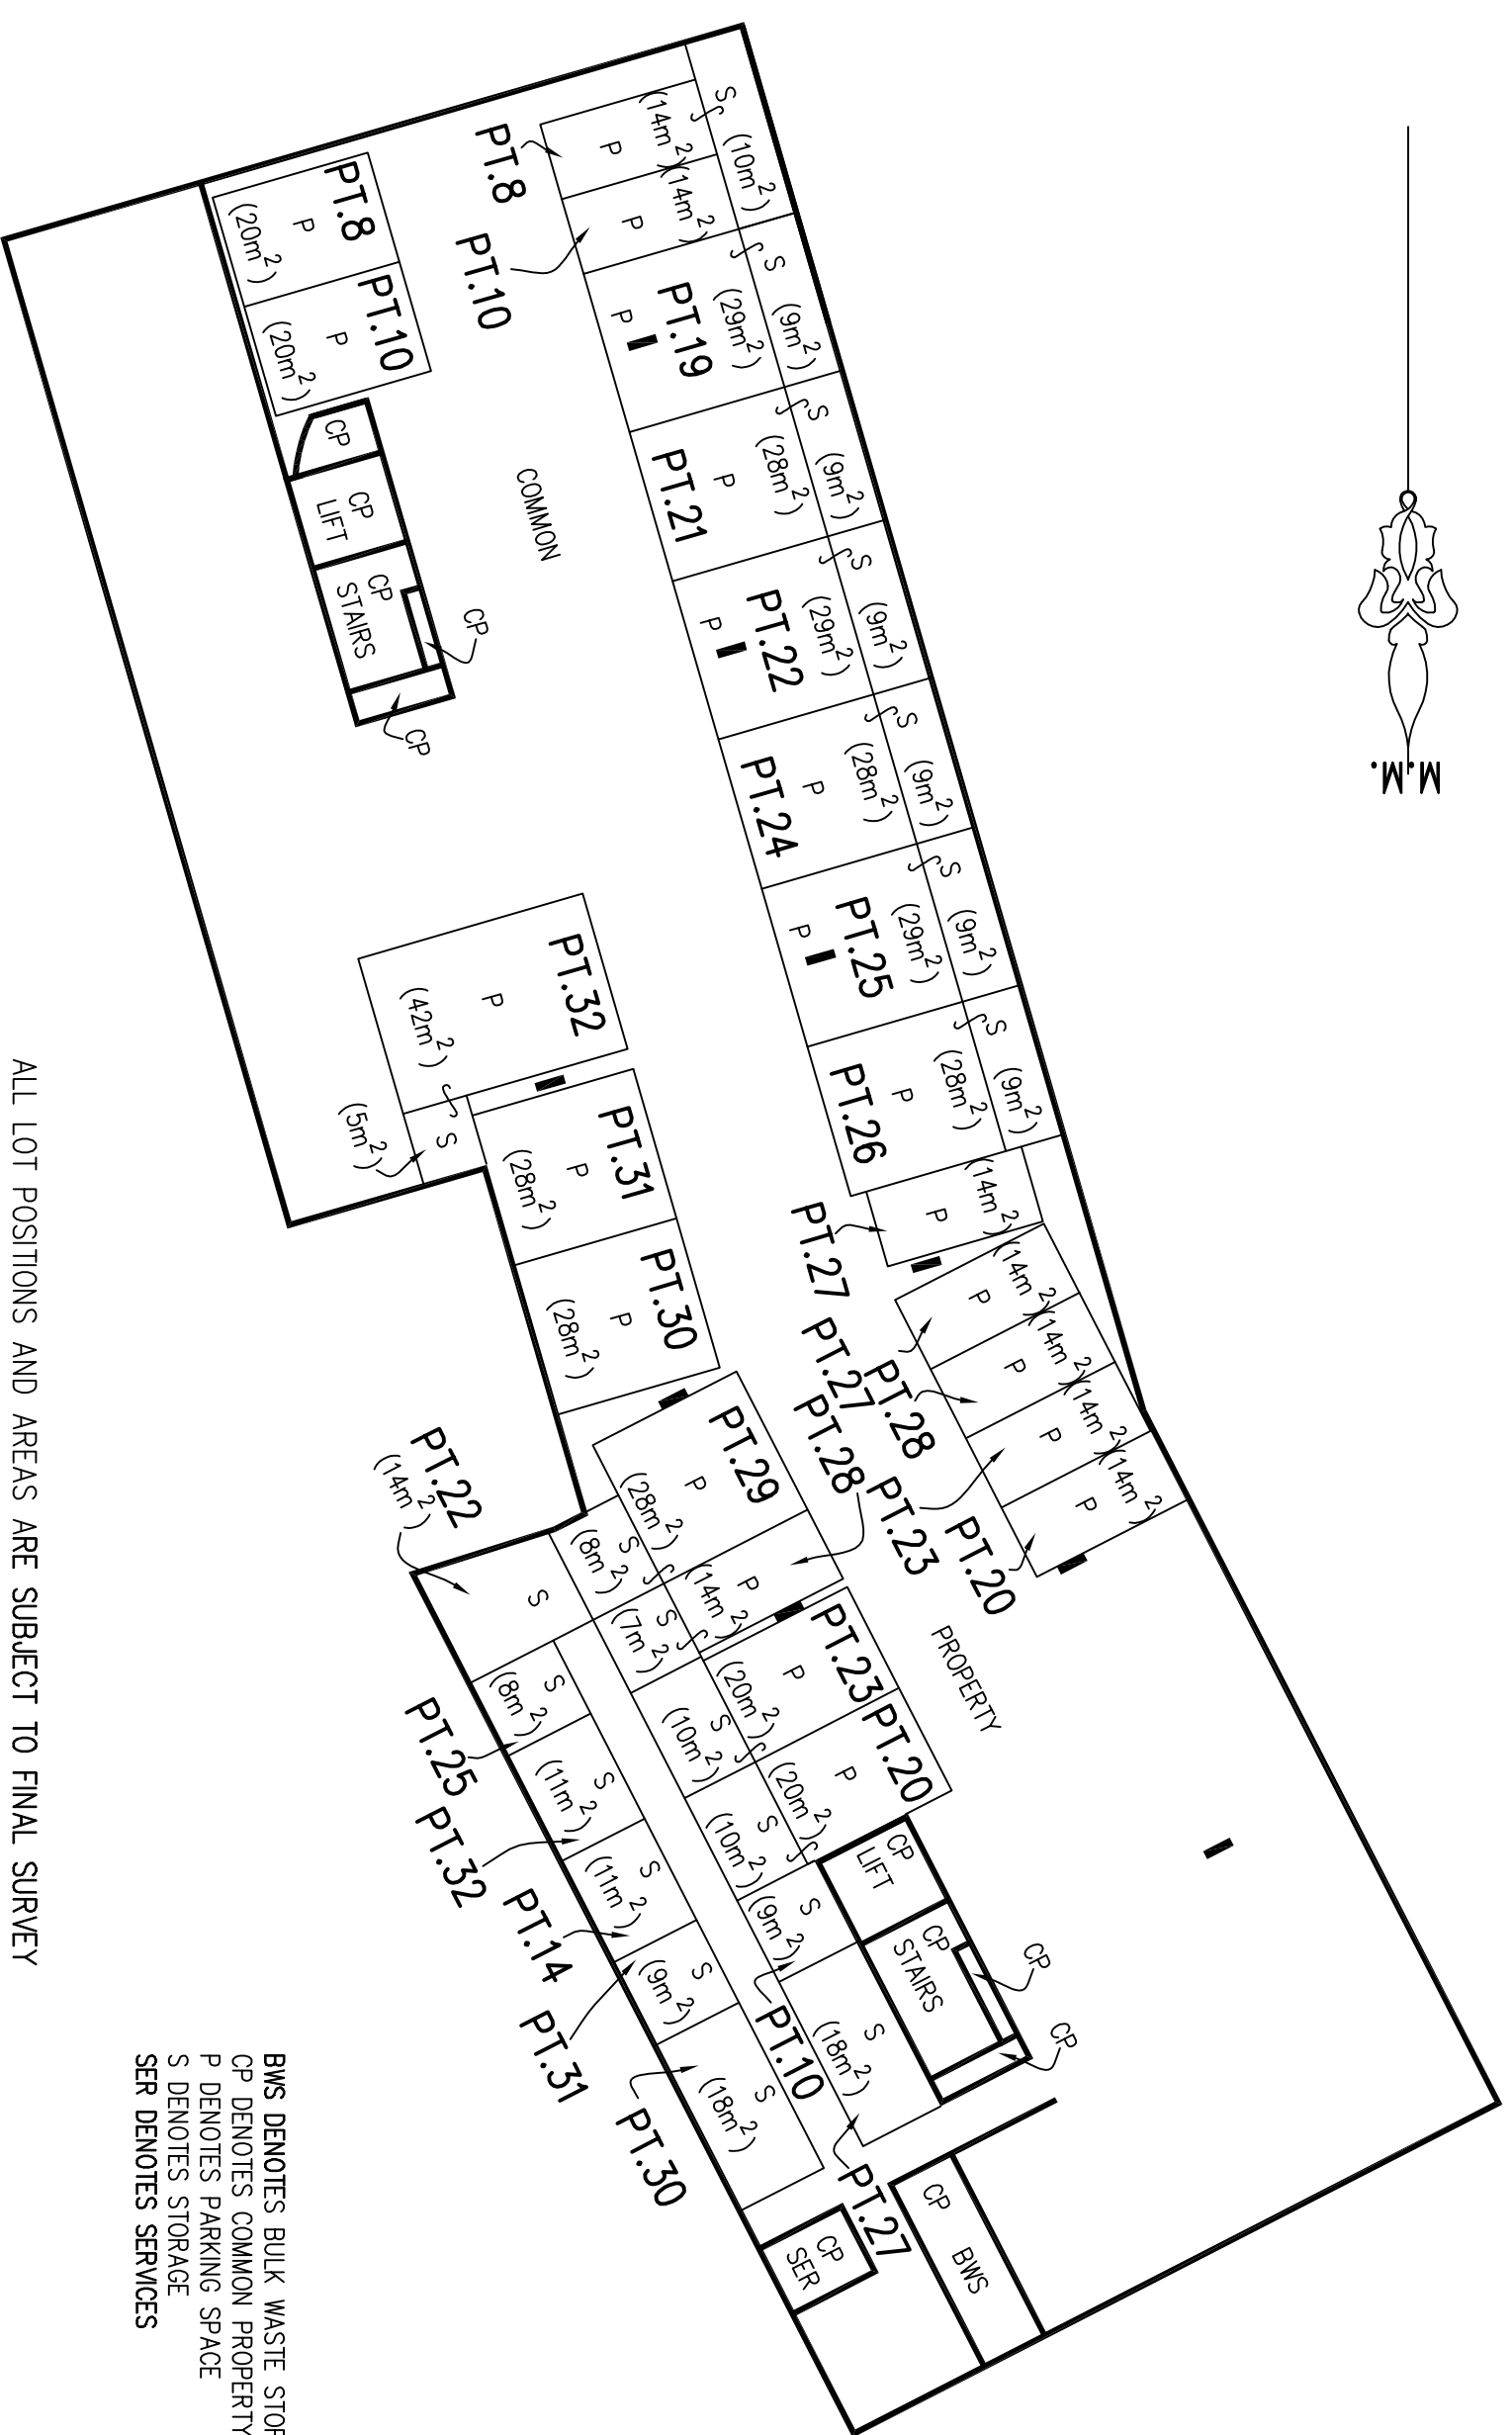 M.M.
S
(10m²)
(14m²)
P
PT.8
(14m²)
P
PT.10
S
(9m²)
(29m²)
PT.19
P
S
(9m²)
(28m²)
P
PT.21
S
(9m²)
(29m²)
PT.22
P
S
(9m²)
(28m²)
P
PT.24
S
(9m²)
(29m²)
PT.25
P
S
(9m²)
(28m²)
P
PT.26
(14m²)
P
PT.27
(14m²)
P
PT.27
(14m²)
P
PT.28
(14m²)
P
PT.23
(14m²)
P
PT.20
PT.8
P
(20m²)
PT.10
P
(20m²)
CP
CP
LIFT
CP
STAIRS
CP
CP
COMMON
PT.32
P
(42m²)
S
(5m²)
PT.31
P
(28m²)
PT.30
P
(28m²)
PT.29
P
(28m²)
S
(8m²)
PT.28
P
(14m²)
S
(7m²)
PT.23
P
(20m²)
S
(10m²)
PT.20
P
(20m²)
S
(10m²)
PROPERTY
CP
LIFT
CP
STAIRS
CP
CP
S
(9m²)
PT.10
S
(18m²)
PT.27
PT.22
(14m²)
S
S
(8m²)
PT.25
S
(11m²)
PT.32
S
(11m²)
PT.14
S
(9m²)
PT.31
S
(18m²)
PT.30
CP
SER
CP
BWS
BWS DENOTES BULK WASTE
CP DENOTES COMMON PROPERTY
P DENOTES PARKING SPACE
S DENOTES STORAGE
SER DENOTES SERVICES
ALL LOT POSITIONS AND AREAS ARE SUBJECT TO FINAL SURVEY